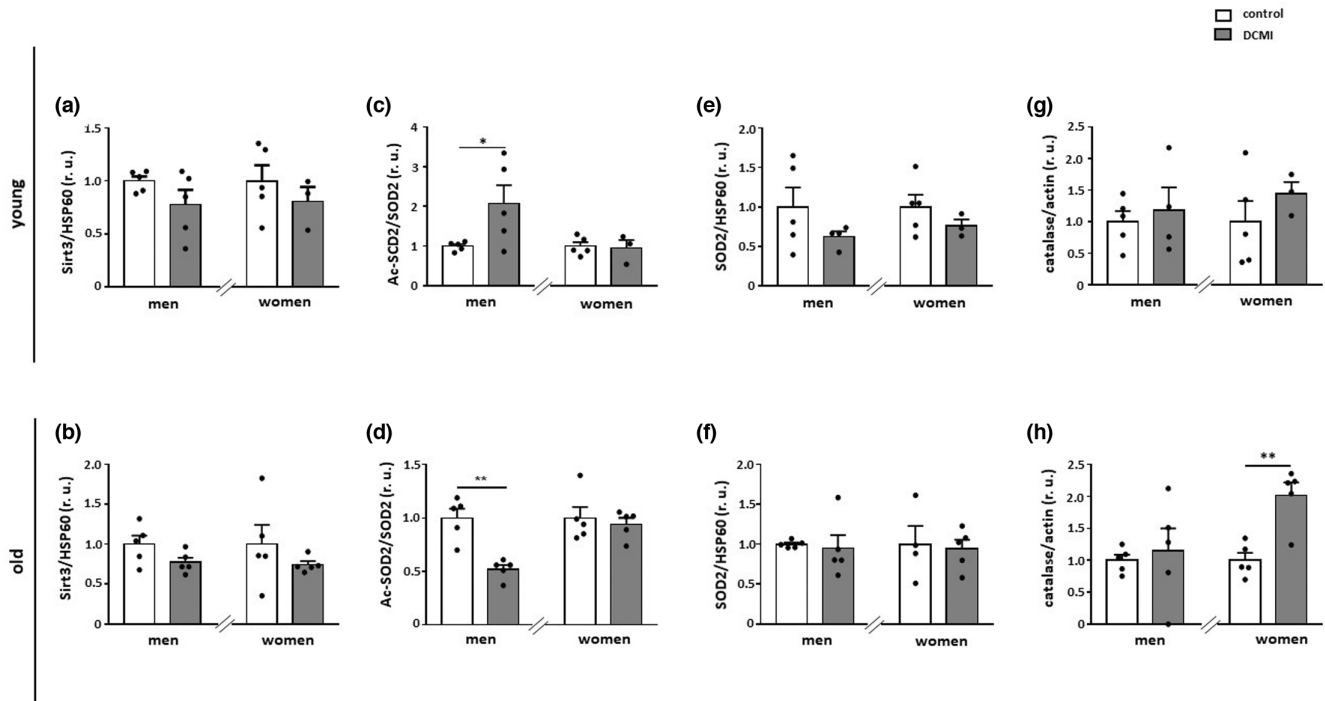 control
DCMI
young
(a)
Sirt3/HSP60 (r. u.)
1.5
1.0
0.5
0
men
women
(c)
Ac-SCD2/SOD2 (r. u.)
4
3
2
1
0
*
men
women
(e)
SOD2/HSP60 (r. u.)
2.0
1.5
1.0
0.5
0
men
women
(g)
catalase/actin (r. u.)
2.5
2.0
1.5
1.0
0.5
0
men
women
old
(b)
Sirt3/HSP60 (r. u.)
2.0
1.5
1.0
0.5
0
men
women
(d)
Ac-SOD2/SOD2 (r. u.)
1.5
1.0
0.5
0
**
men
women
(f)
SOD2/HSP60 (r. u.)
2.0
1.5
1.0
0.5
0
men
women
(h)
catalase/actin (r. u.)
2.5
2.0
1.5
1.0
0.5
0
**
men
women